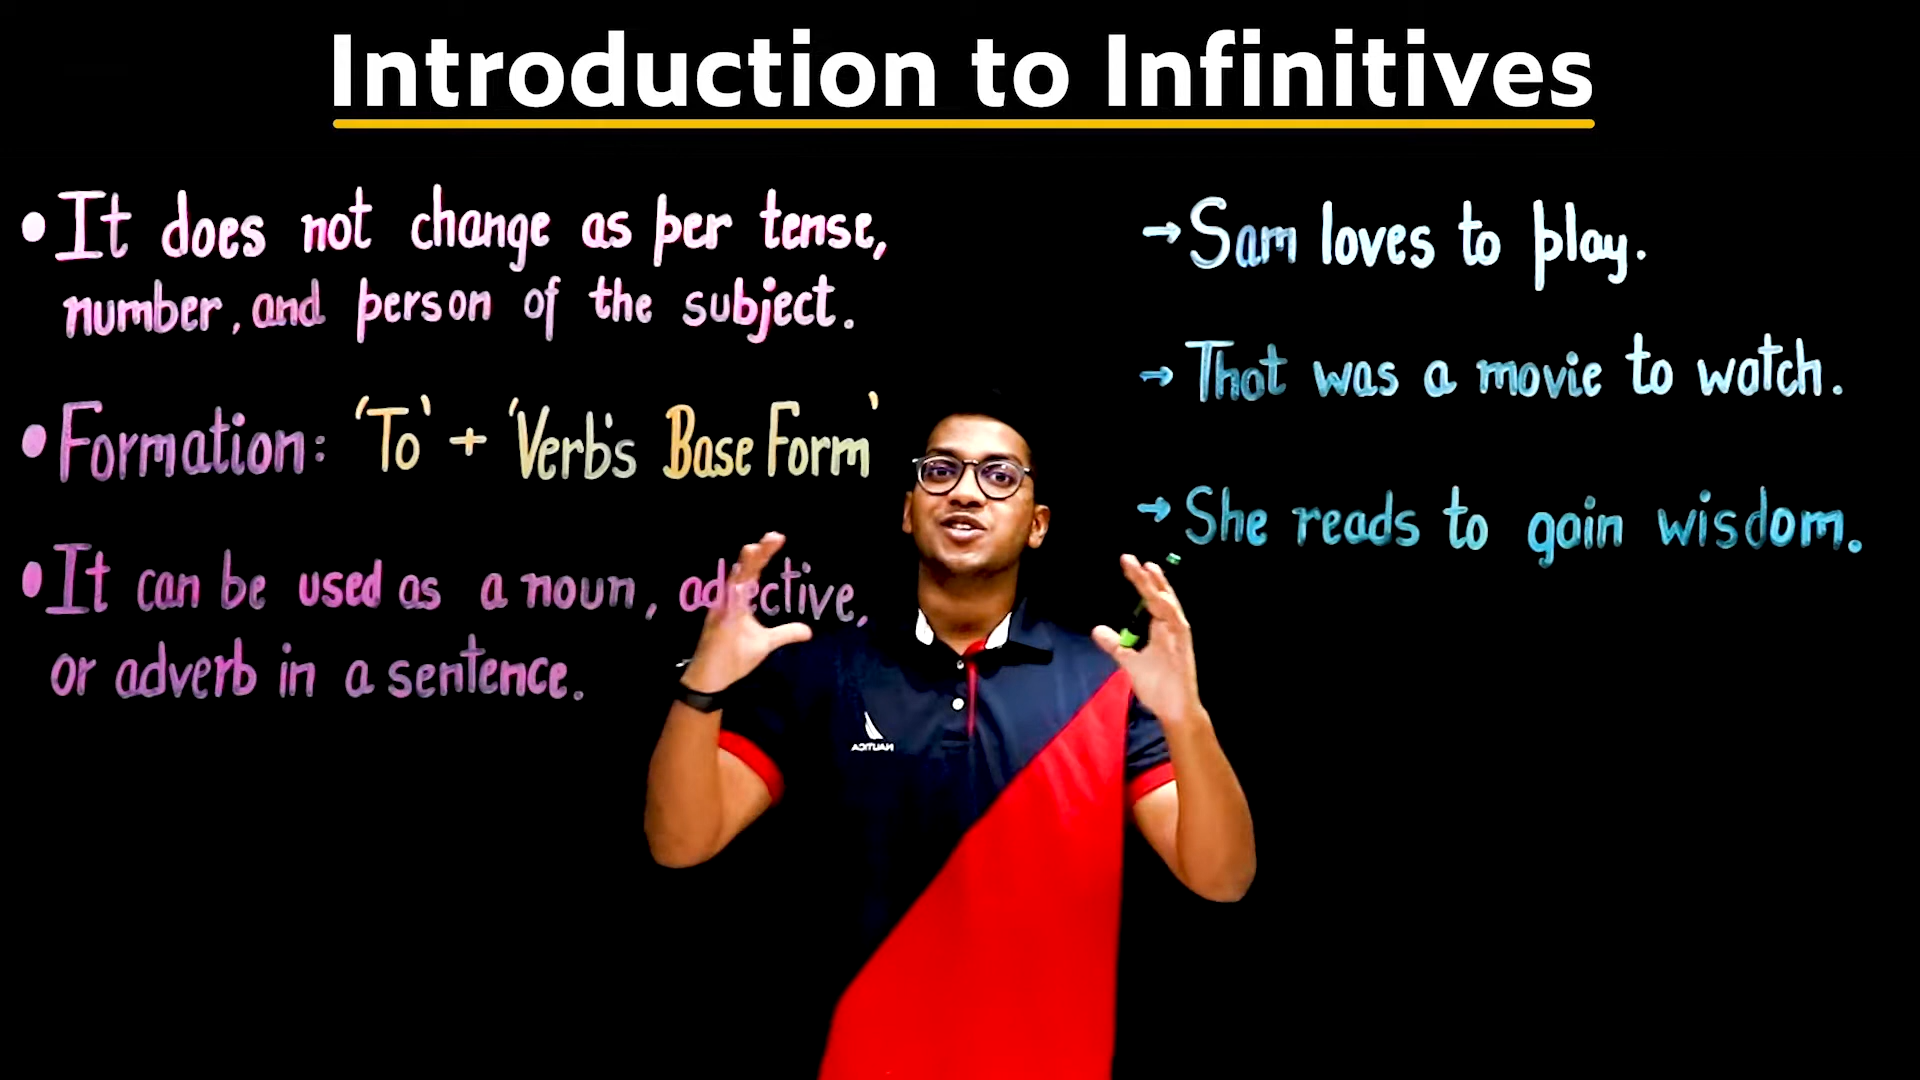 Introduction to Infinitives
• It does not change as per tense,
number, and person of the subject.
• Formation: 'To' + 'Verb's Base Form'
• It can be used as a noun, adjective,
or adverb in a sentence.
→ Sam loves to play.
→ That was a movie to watch.
→ She reads to gain wisdom.
NAUTICA